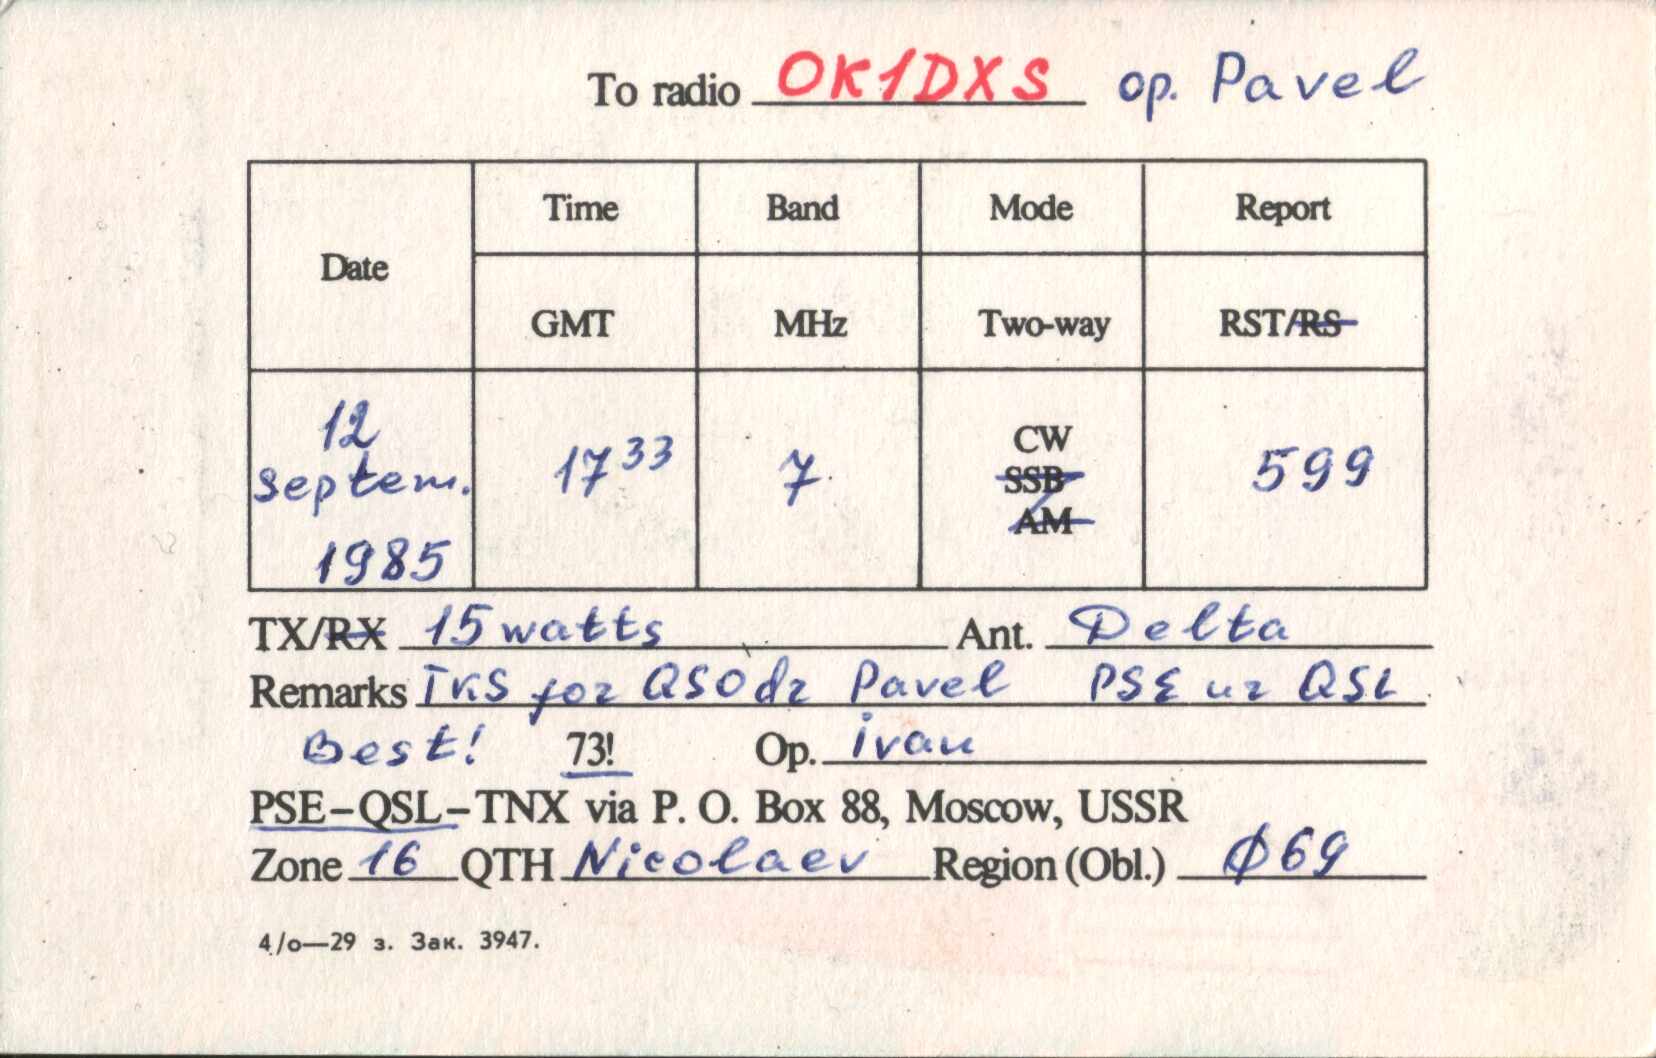 To radio OK1DXS op. Pavel
Date Time Band Mode Report
GMT MHz Two-way RST/RS
12 septem. 1985 17 33 7 CW SSB AM 599
TX/RX 15 watts Ant. Delta
Remarks TKS for QSO dr Pavel PSE ur QSL
Best! 73! Op. ivan
PSE-QSL-TNX via P. O. Box 88, Moscow, USSR
Zone 16 QTH Nicolaev Region (Obl.) Ø69
4/о—29 з. Зак. 3947.